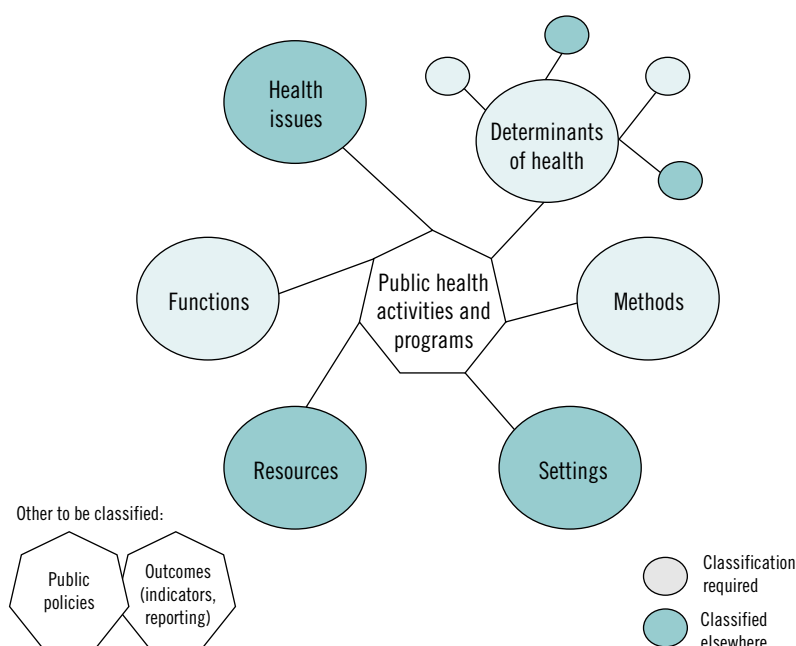 Health
issues
Determinants
of health
Functions
Public health
activities and
programs
Methods
Resources
Settings
Other to be classified:
Public
policies
Outcomes
(indicators,
reporting)
Classification
required
Classified
elsewhere